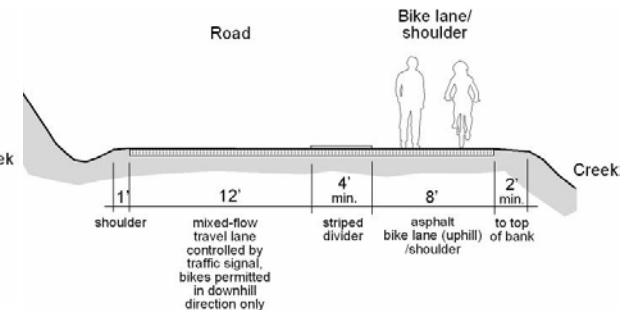 Road
Bike lane/
shoulder
ek
Creek
1'
12'
4'
min.
8'
2'
min.
shoulder
mixed-flow
travel lane
controlled by
traffic signal,
bikes permitted
in downhill
direction only
striped
divider
asphalt
bike lane (uphill)
/shoulder
to top
of bank